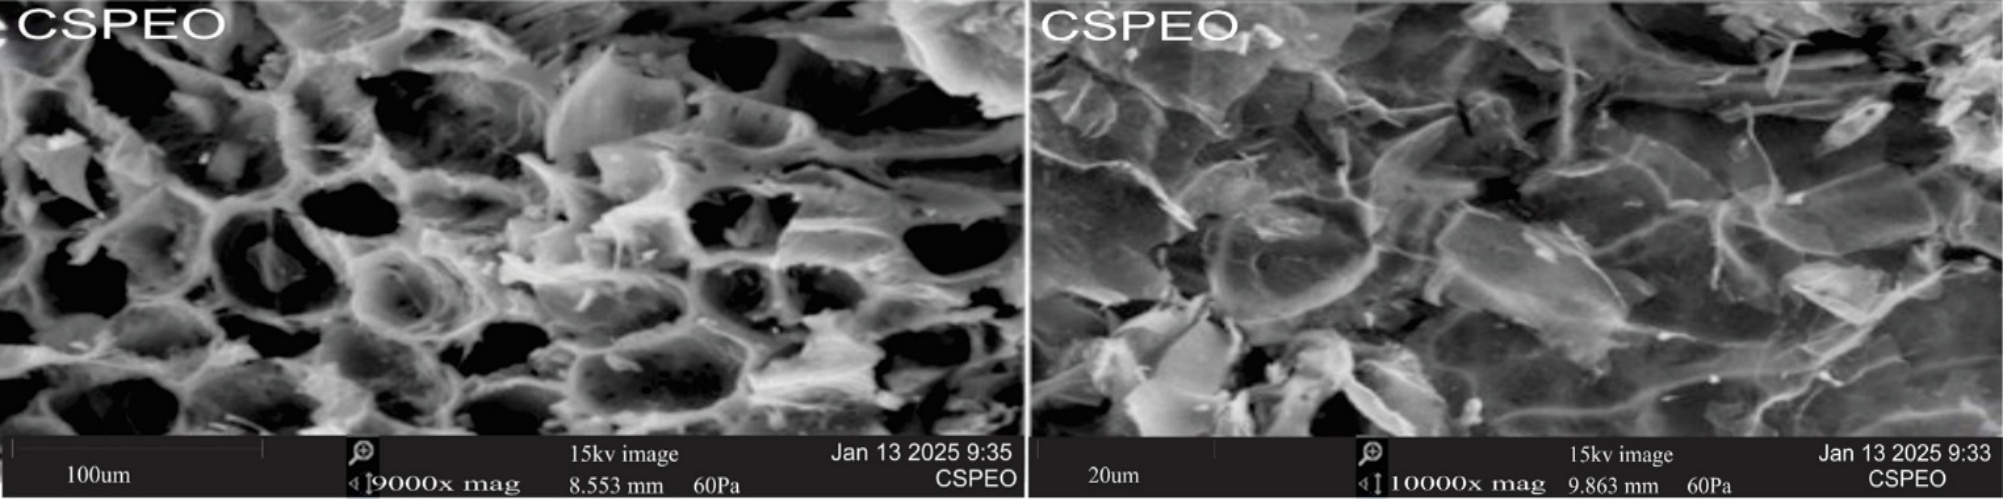 CSPEO
100um
9000x mag
15kv image
8.553 mm 60Pa
Jan 13 2025 9:35
CSPEO
CSPEO
20um
10000x mag
15kv image
9.863 mm 60Pa
Jan 13 2025 9:33
CSPEO